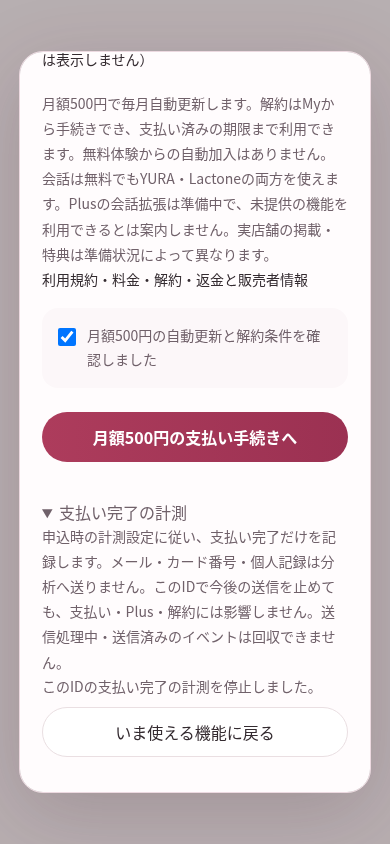 は表示しません）
月額500円で毎月自動更新します。解約はMyか
ら手続きでき、支払い済みの期限まで利用でき
ます。無料体験からの自動加入はありません。
会話は無料でもYURA・Lactoneの両方を使えま
す。Plusの会話拡張は準備中で、未提供の機能を
利用できるとは案内しません。実店舗の掲載・
特典は準備状況によって異なります。
利用規約・料金・解約・返金と販売者情報
月額500円の自動更新と解約条件を確
認しました
月額500円の支払い手続きへ
▼ 支払い完了の計測
申込時の計測設定に従い、支払い完了だけを記
録します。メール・カード番号・個人記録は分
析へ送りません。このIDで今後の送信を止めて
も、支払い・Plus・解約には影響しません。送
信処理中・送信済みのイベントは回収できませ
ん。
このIDの支払い完了の計測を停止しました。
いま使える機能に戻る